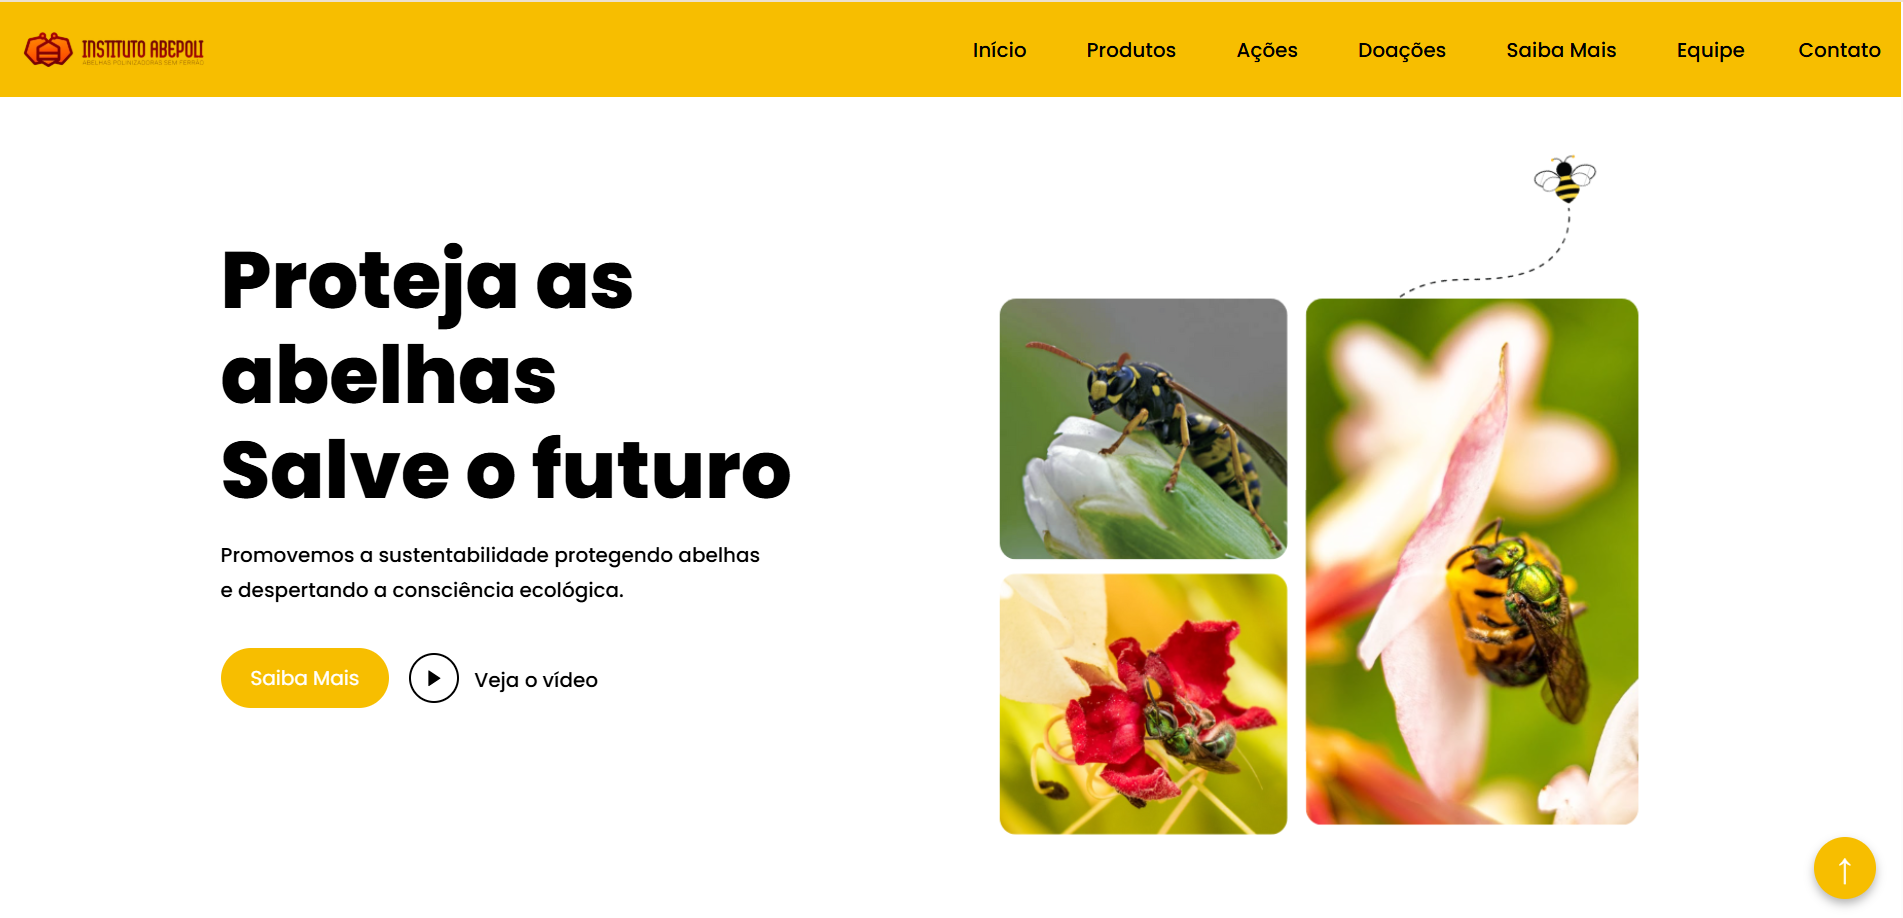 INSTITUTO ABEPOLI
ABELHAS POLINIZADORAS SEM FERRÃO
Início Produtos Ações Doações Saiba Mais Equipe Contato
Proteja as
abelhas
Salve o futuro
Promovemos a sustentabilidade protegendo abelhas
e despertando a consciência ecológica.
Saiba Mais
Veja o vídeo